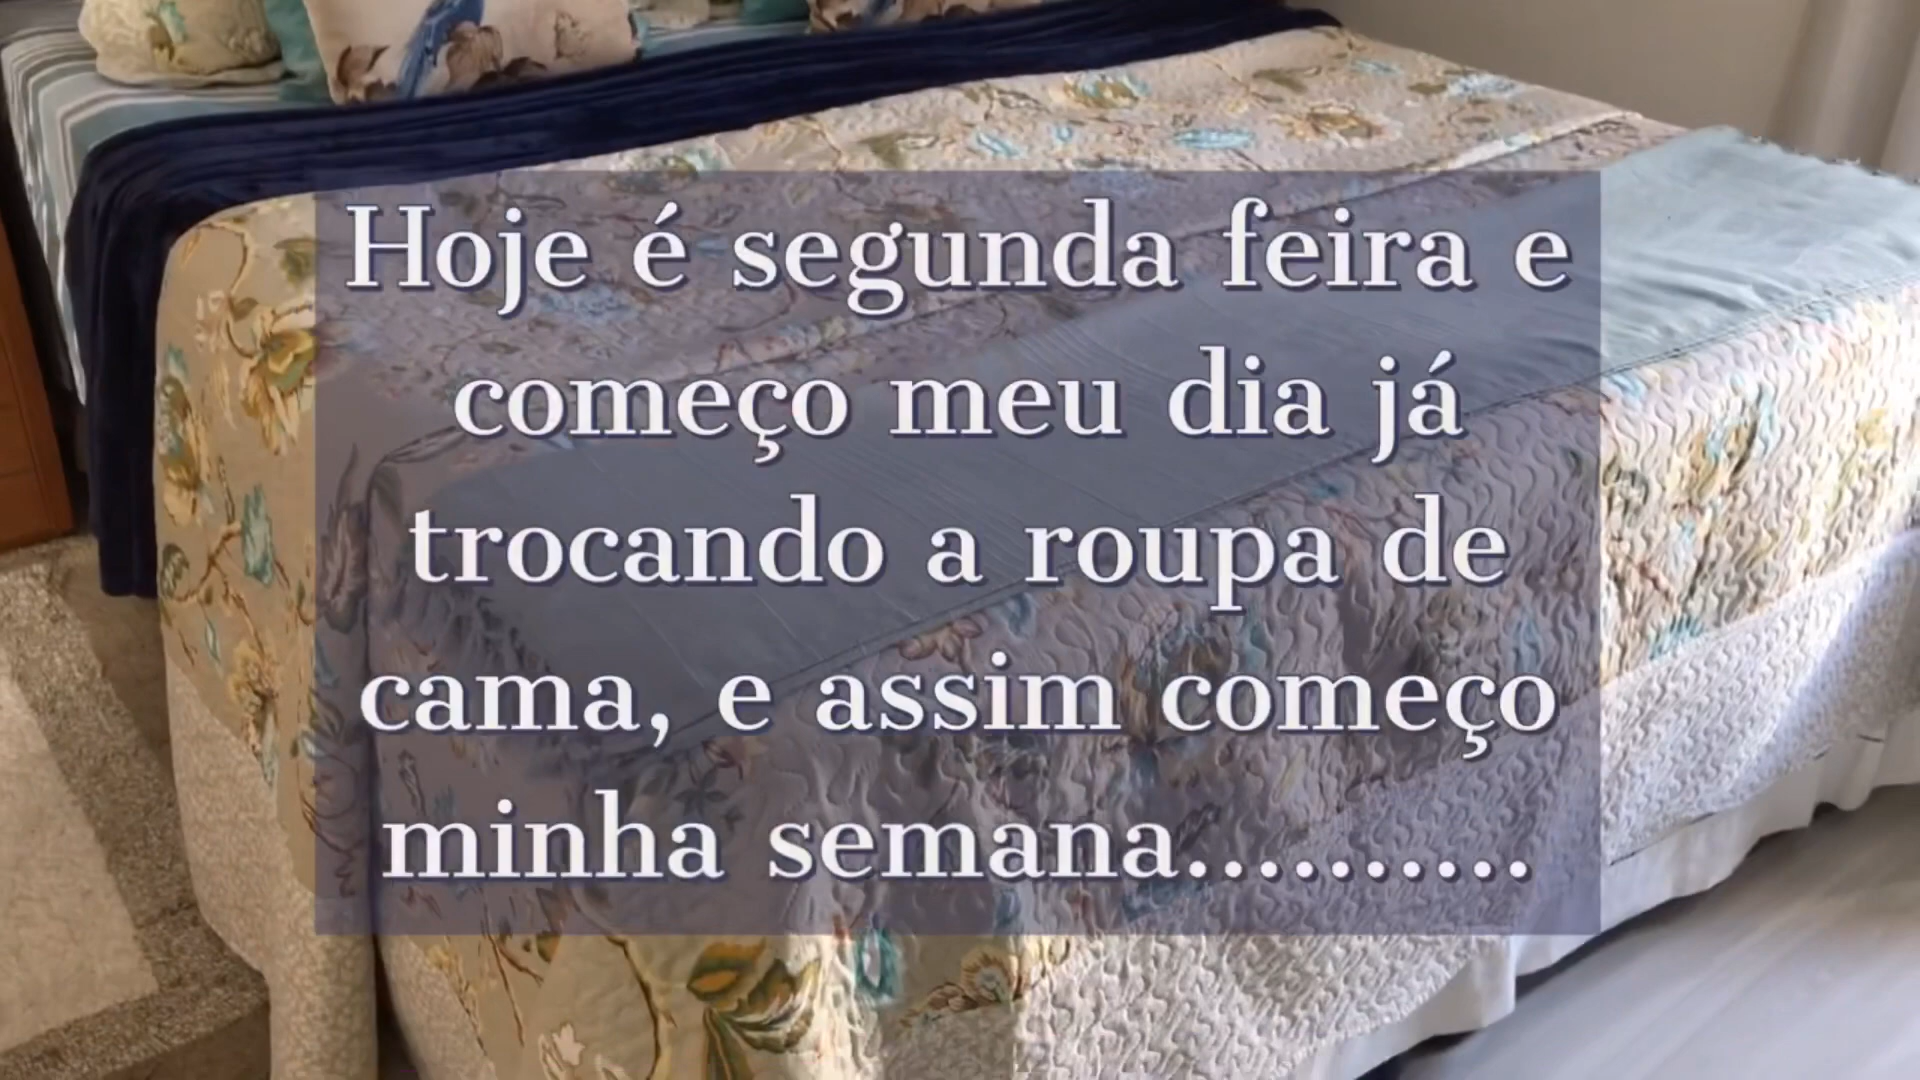 Hoje é segunda feira e
começo meu dia já
trocando a roupa de
cama, e assim começo
minha semana..........